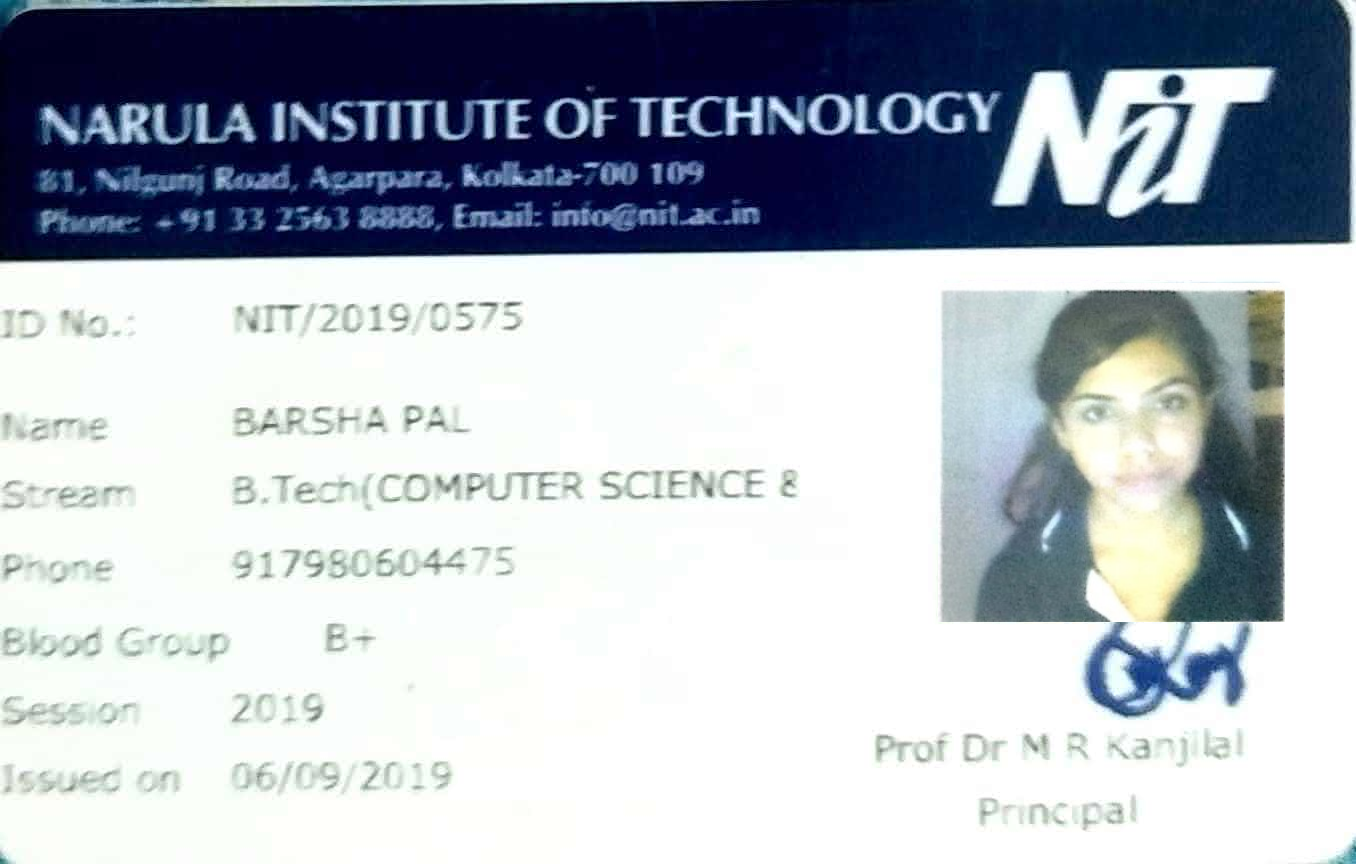 NARULA INSTITUTE OF TECHNOLOGY NiT
81, Nilgunj Road, Agarpara, Kolkata-700 109
Phone: +91 33 2563 8888, Email: info@nit.ac.in
ID No.: NIT/2019/0575
Name BARSHA PAL
Stream B.Tech(COMPUTER SCIENCE &
Phone 917980604475
Blood Group B+
Session 2019
Issued on 06/09/2019
Prof Dr M R Kanjilal
Principal